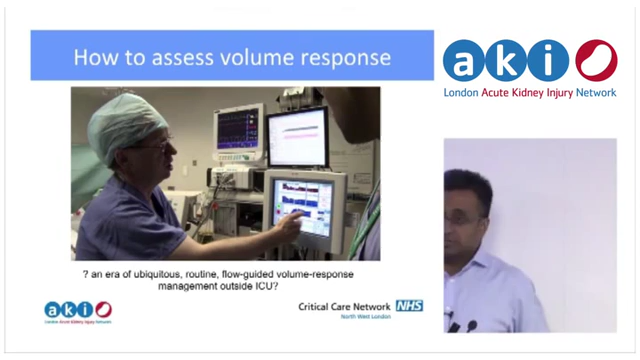 How to assess volume response
aki
London Acute Kidney Injury Network
? an era of ubiquitous, routine, flow-guided volume-response
management outside ICU?
aki
London Acute Kidney Injury Network
Critical Care Network NHS
North West London